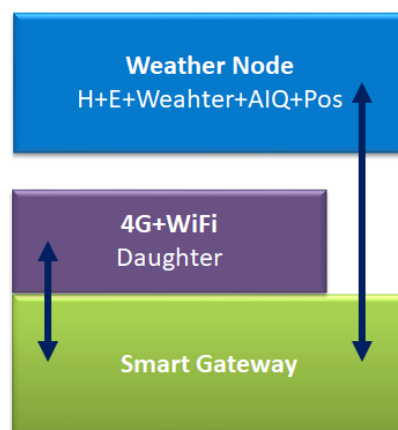 Weather Node
H+E+Weahter+AIQ+Pos
4G+WiFi
Daughter
Smart Gateway